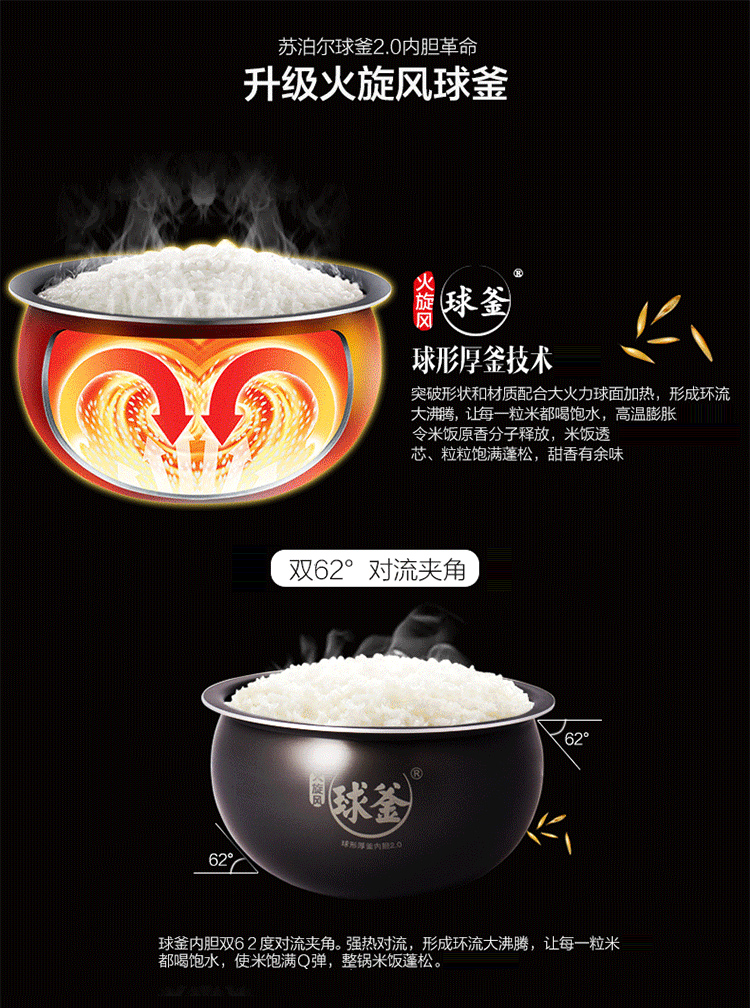 苏泊尔球釜2.0内胆革命
升级火旋风球釜
火旋风
球釜®
球形厚釜技术
突破形状和材质配合大火力球面加热，形成环流
大沸腾，让每一粒米都喝饱水，高温膨胀
令米饭原香分子释放，米饭透
芯、粒粒饱满蓬松，甜香有余味
双62°对流夹角
62°
火旋风
球釜®
球形厚釜内胆2.0
62°
球釜内胆双62度对流夹角。强热对流，形成环流大沸腾，让每一粒米
都喝饱水，使米饱满Q弹，整锅米饭蓬松。